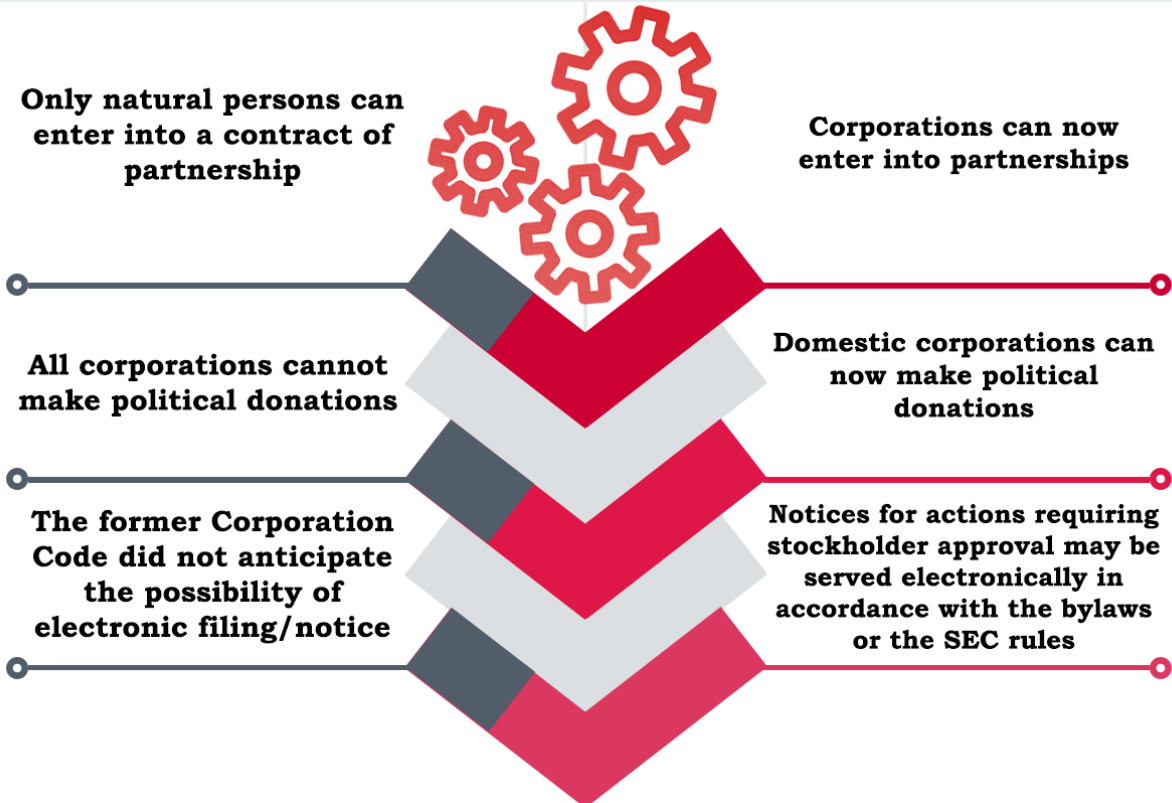 Only natural persons can
enter into a contract of
partnership
Corporations can now
enter into partnerships
All corporations cannot
make political donations
Domestic corporations can
now make political
donations
The former Corporation
Code did not anticipate
the possibility of
electronic filing/notice
Notices for actions requiring
stockholder approval may be
served electronically in
accordance with the bylaws
or the SEC rules